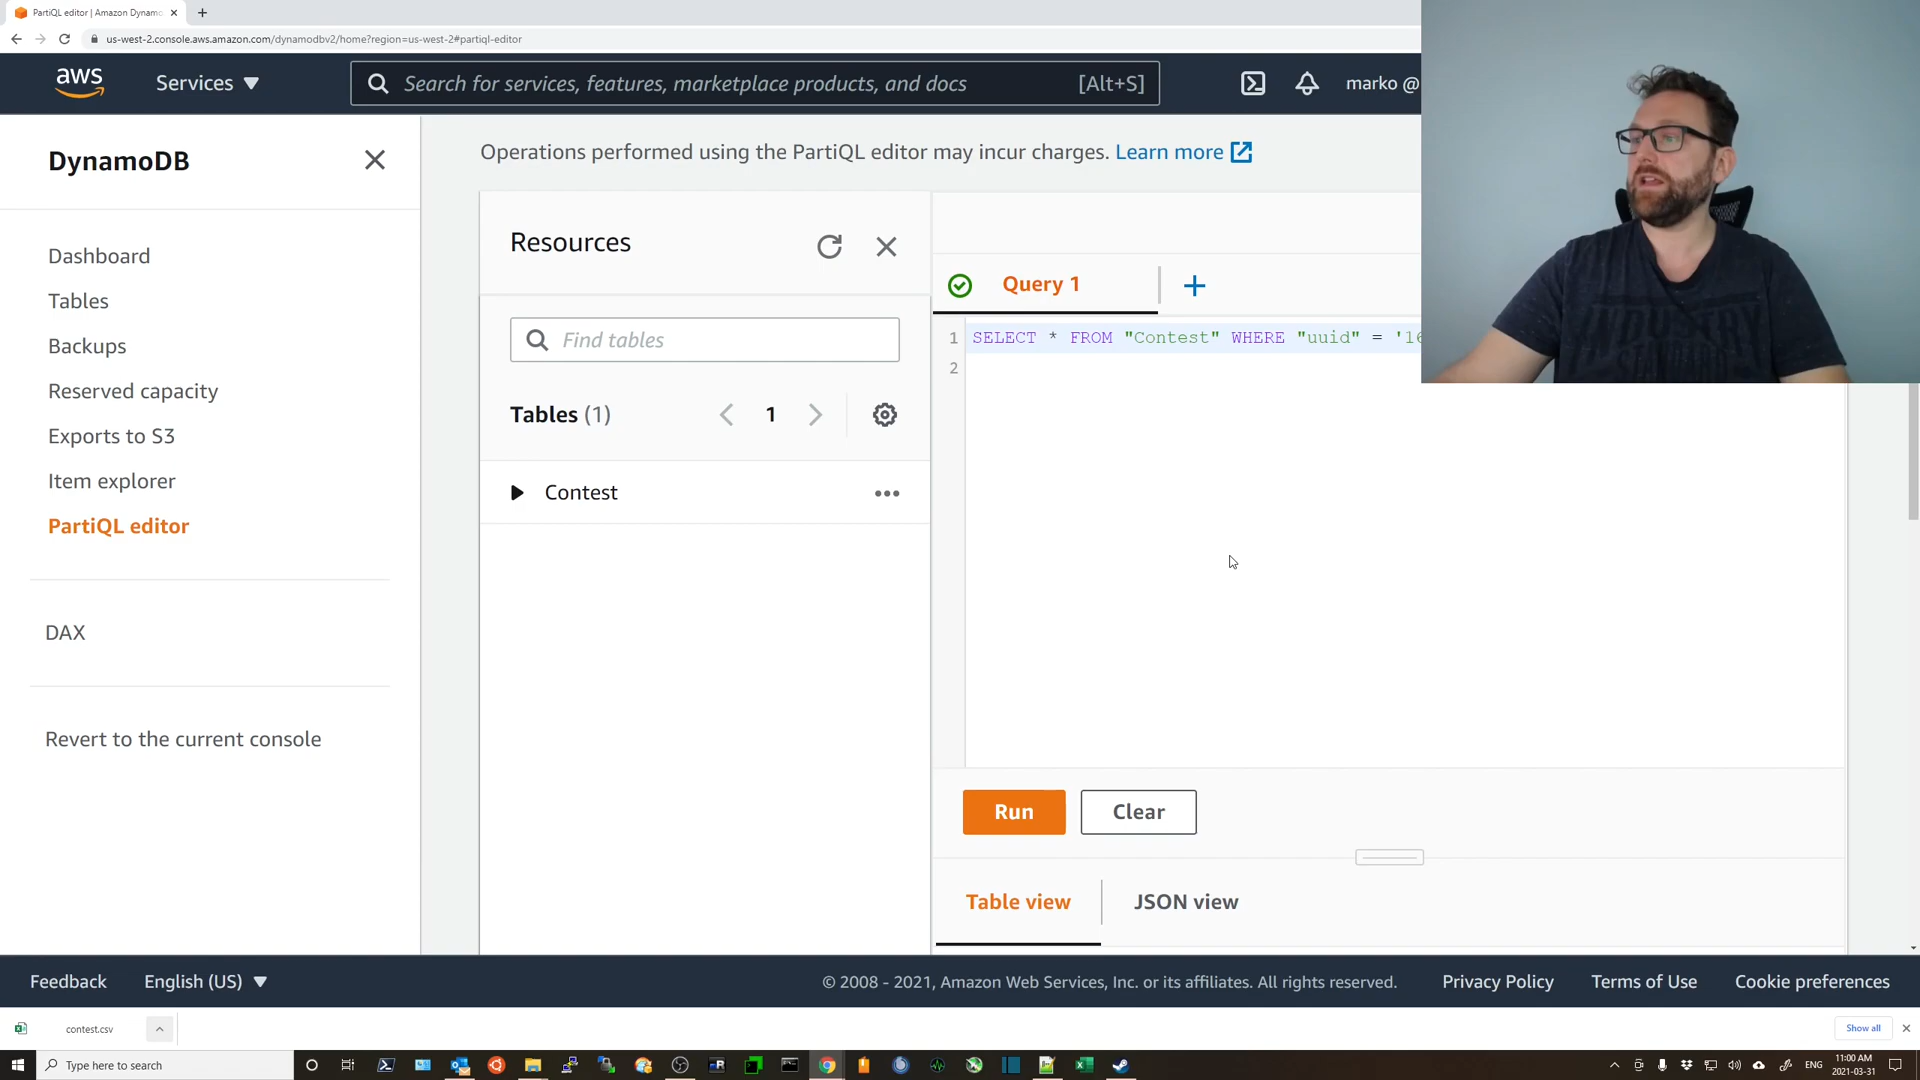 PartiQL editor | Amazon Dynamo
us-west-2.console.aws.amazon.com/dynamodbv2/home?region=us-west-2#partiql-editor
aws
Services
Search for services, features, marketplace products, and docs
[Alt+S]
marko @
DynamoDB
Dashboard
Tables
Backups
Reserved capacity
Exports to S3
Item explorer
PartiQL editor
DAX
Revert to the current console
Operations performed using the PartiQL editor may incur charges. Learn more
Resources
Find tables
Tables (1)
1
Contest
Query 1
1 SELECT * FROM "Contest" WHERE "uuid" = '16
2
Run
Clear
Table view
JSON view
Feedback
English (US)
© 2008 - 2021, Amazon Web Services, Inc. or its affiliates. All rights reserved.
Privacy Policy
Terms of Use
Cookie preferences
contest.csv
Show all
Type here to search
ENG
11:00 AM
2021-03-31